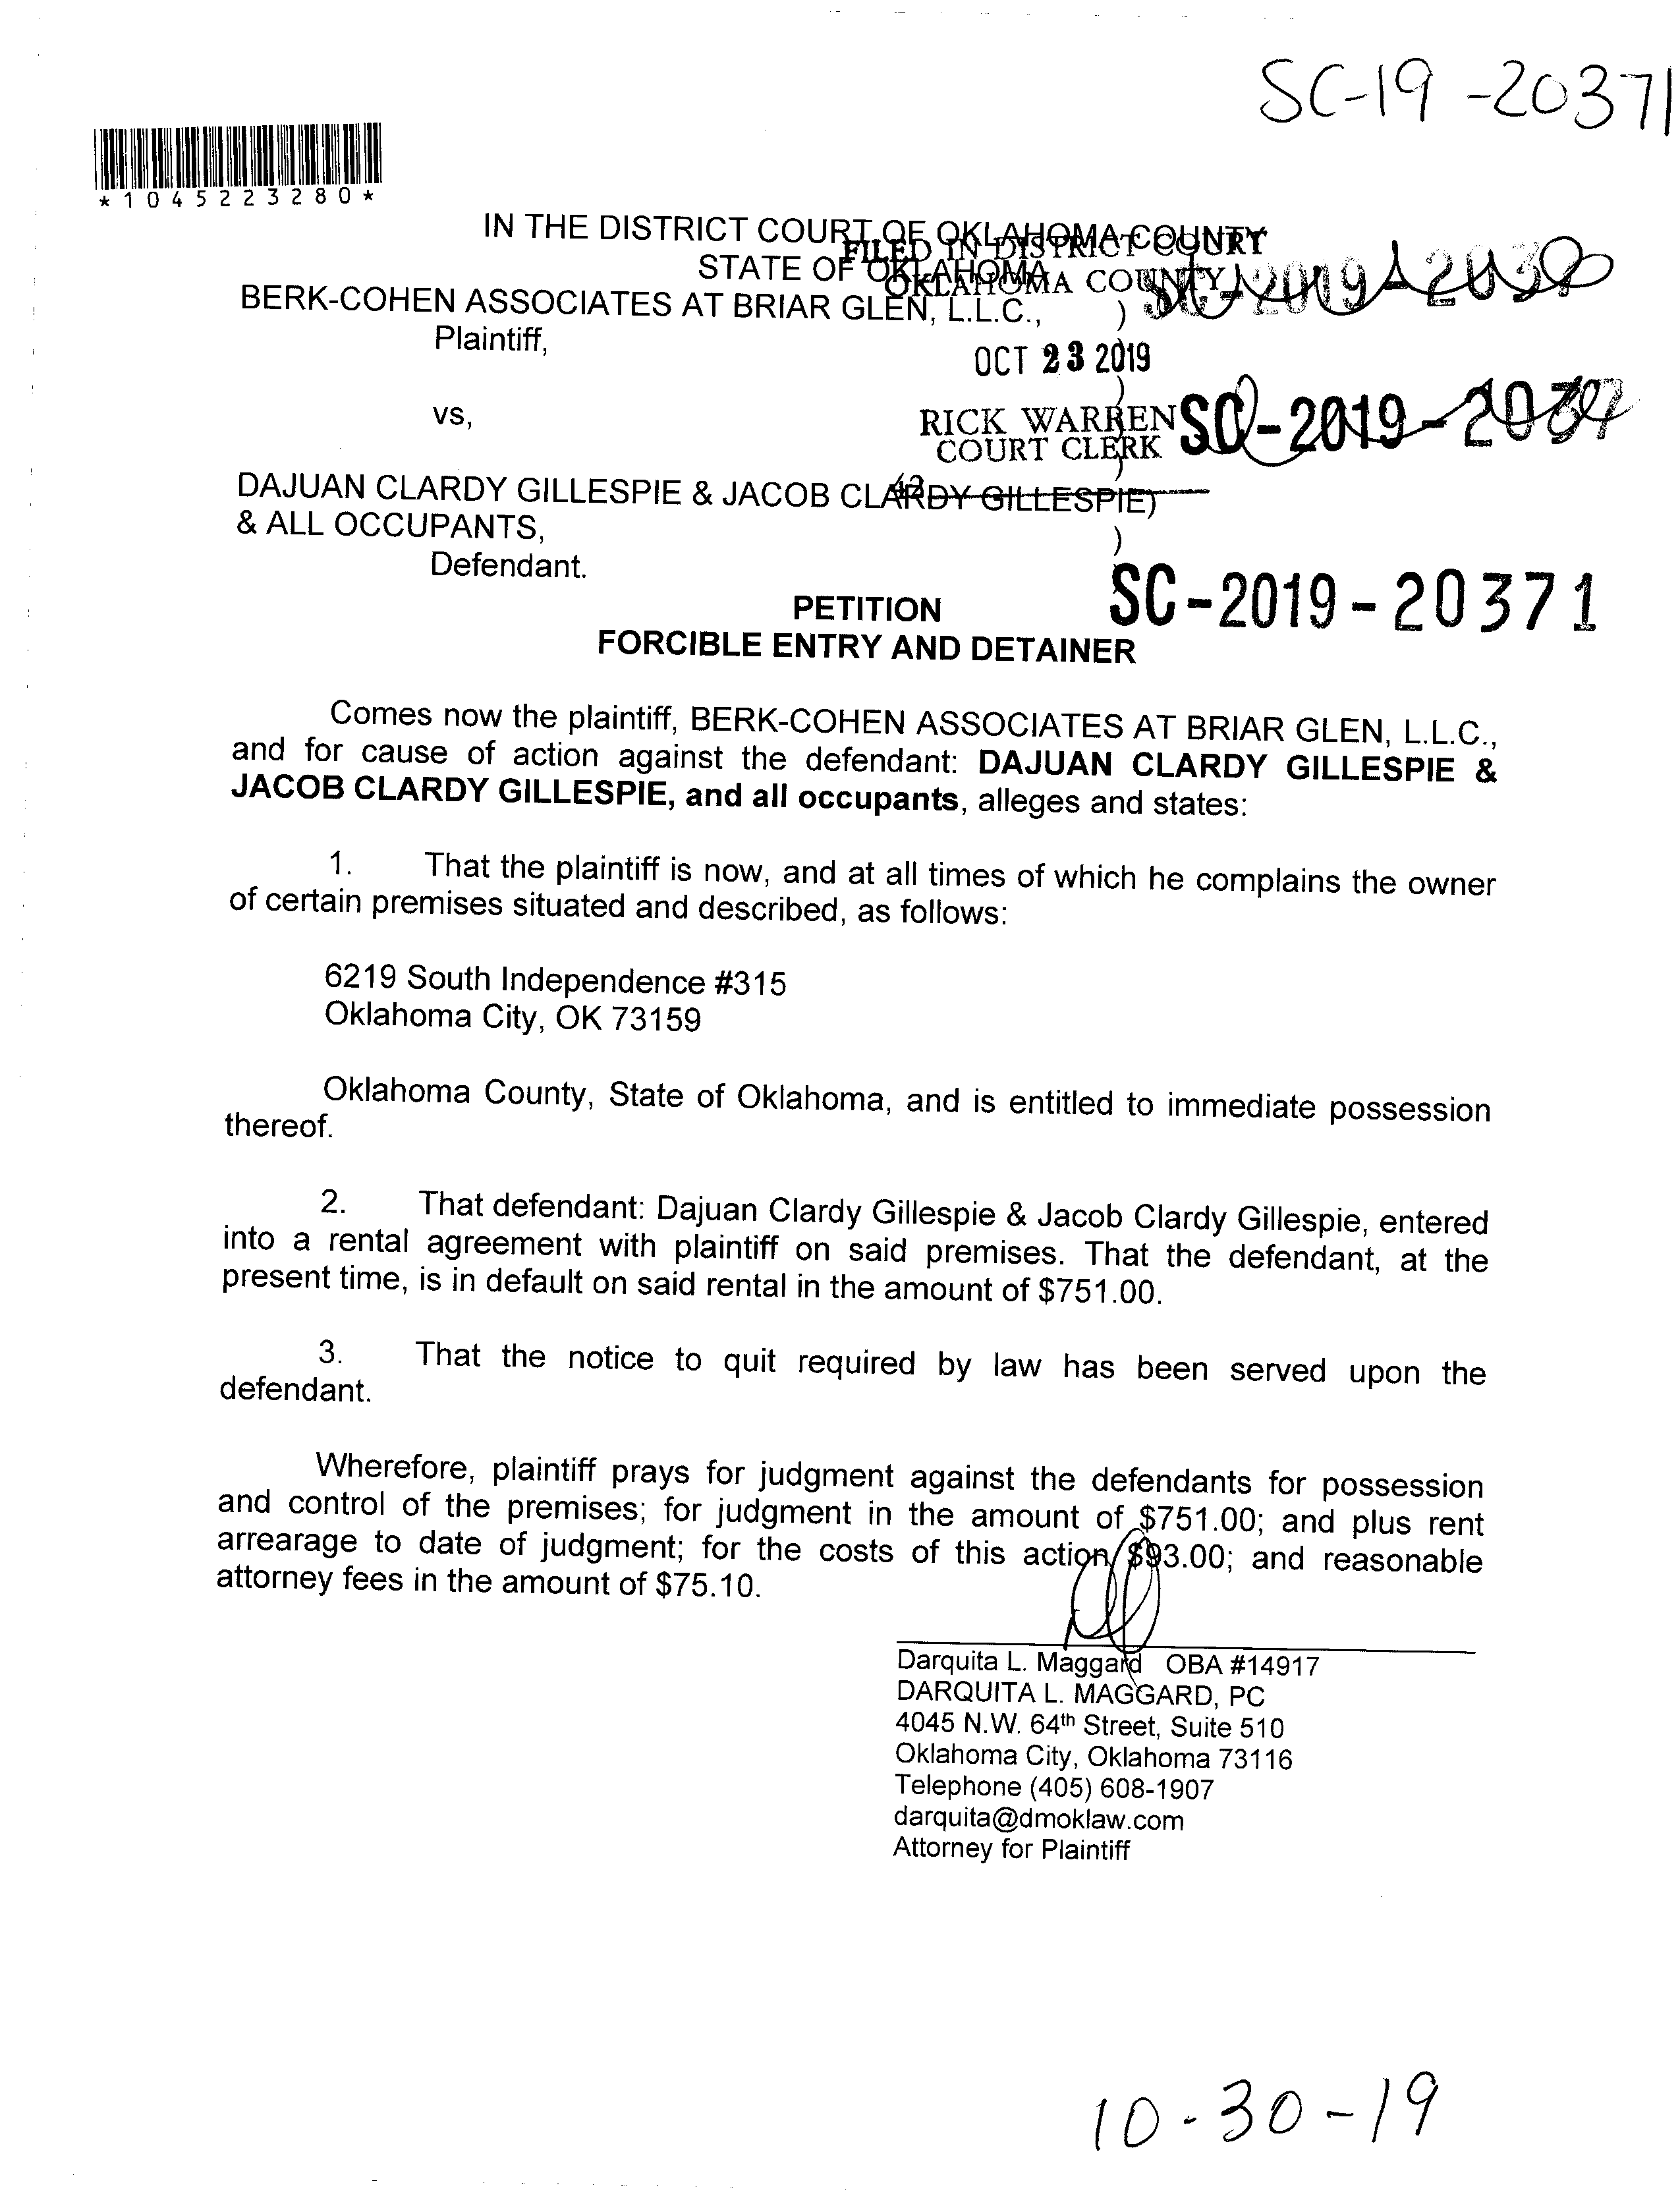 SC-19-20371
*1045223280*
IN THE DISTRICT COURT OF OKLAHOMA COUNTY
STATE OF OKLAHOMA
FILED IN DISTRICT COURT
OKLAHOMA COUNTY
BERK-COHEN ASSOCIATES AT BRIAR GLEN, L.L.C., )
Plaintiff,
OCT 23 2019
)
vs,
RICK WARREN
COURT CLERK
SC-2019-
)
42
DAJUAN CLARDY GILLESPIE & JACOB CLARDY GILLESPIE)
& ALL OCCUPANTS, )
Defendant.
SC-2019-20371
PETITION
FORCIBLE ENTRY AND DETAINER
Comes now the plaintiff, BERK-COHEN ASSOCIATES AT BRIAR GLEN, L.L.C.,
and for cause of action against the defendant: DAJUAN CLARDY GILLESPIE &
JACOB CLARDY GILLESPIE, and all occupants, alleges and states:
1. That the plaintiff is now, and at all times of which he complains the owner
of certain premises situated and described, as follows:
6219 South Independence #315
Oklahoma City, OK 73159
Oklahoma County, State of Oklahoma, and is entitled to immediate possession
thereof.
2. That defendant: Dajuan Clardy Gillespie & Jacob Clardy Gillespie, entered
into a rental agreement with plaintiff on said premises. That the defendant, at the
present time, is in default on said rental in the amount of $751.00.
3. That the notice to quit required by law has been served upon the
defendant.
Wherefore, plaintiff prays for judgment against the defendants for possession
and control of the premises; for judgment in the amount of $751.00; and plus rent
arrearage to date of judgment; for the costs of this action $93.00; and reasonable
attorney fees in the amount of $75.10.
Darquita L. Maggard OBA #14917
DARQUITA L. MAGGARD, PC
4045 N.W. 64th Street, Suite 510
Oklahoma City, Oklahoma 73116
Telephone (405) 608-1907
darquita@dmoklaw.com
Attorney for Plaintiff
10-30-19